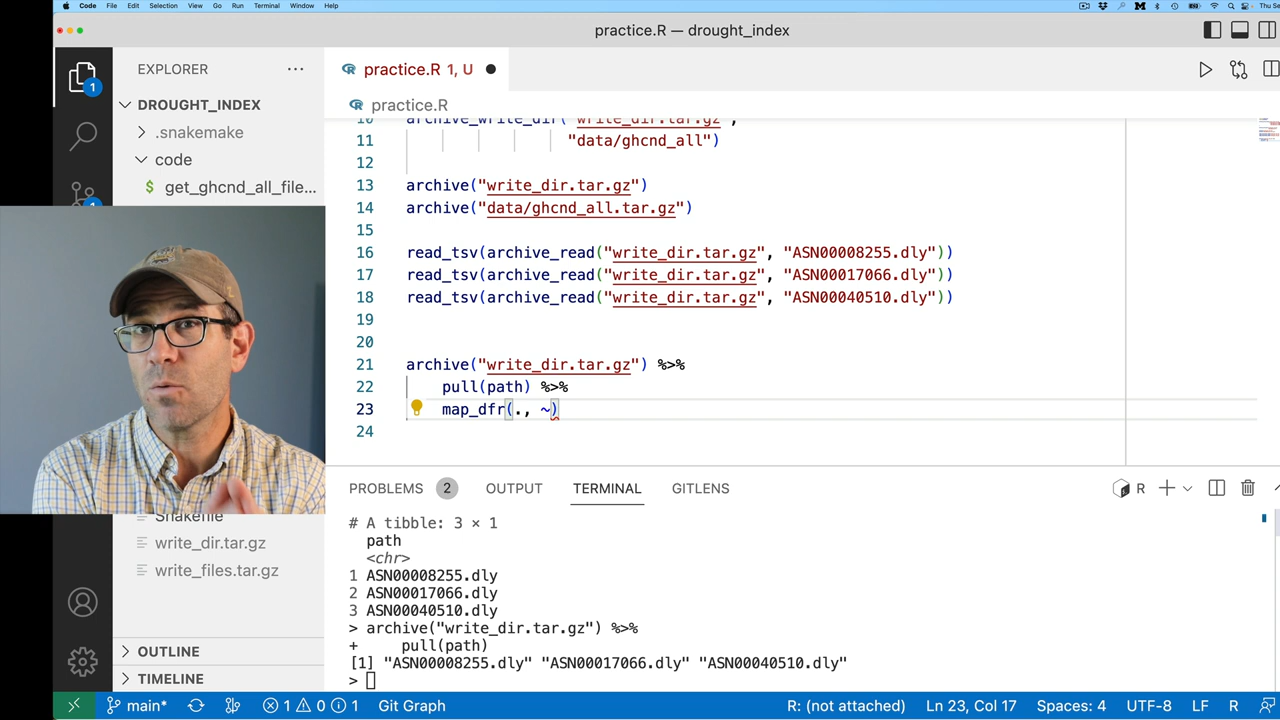 Code File Edit Selection View Go Run Terminal Window Help
practice.R — drought_index
EXPLORER
practice.R 1, U
1
practice.R
DROUGHT_INDEX
.snakemake
code
$ get_ghcnd_all_file...
10 archive_write_dir("write_dir.tar.gz",
11 "data/ghcnd_all")
12
13 archive("write_dir.tar.gz")
14 archive("data/ghcnd_all.tar.gz")
15
16 read_tsv(archive_read("write_dir.tar.gz", "ASN00008255.dly"))
17 read_tsv(archive_read("write_dir.tar.gz", "ASN00017066.dly"))
18 read_tsv(archive_read("write_dir.tar.gz", "ASN00040510.dly"))
19
20
21 archive("write_dir.tar.gz") %>%
22 pull(path) %>%
23 map_dfr(., ~)
24
Snakefile
write_dir.tar.gz
write_files.tar.gz
OUTLINE
TIMELINE
PROBLEMS 2 OUTPUT TERMINAL GITLENS
R
# A tibble: 3 × 1
path
<chr>
1 ASN00008255.dly
2 ASN00017066.dly
3 ASN00040510.dly
> archive("write_dir.tar.gz") %>%
+ pull(path)
[1] "ASN00008255.dly" "ASN00017066.dly" "ASN00040510.dly"
>
main* 1 0 1 Git Graph R: (not attached) Ln 23, Col 17 Spaces: 4 UTF-8 LF R